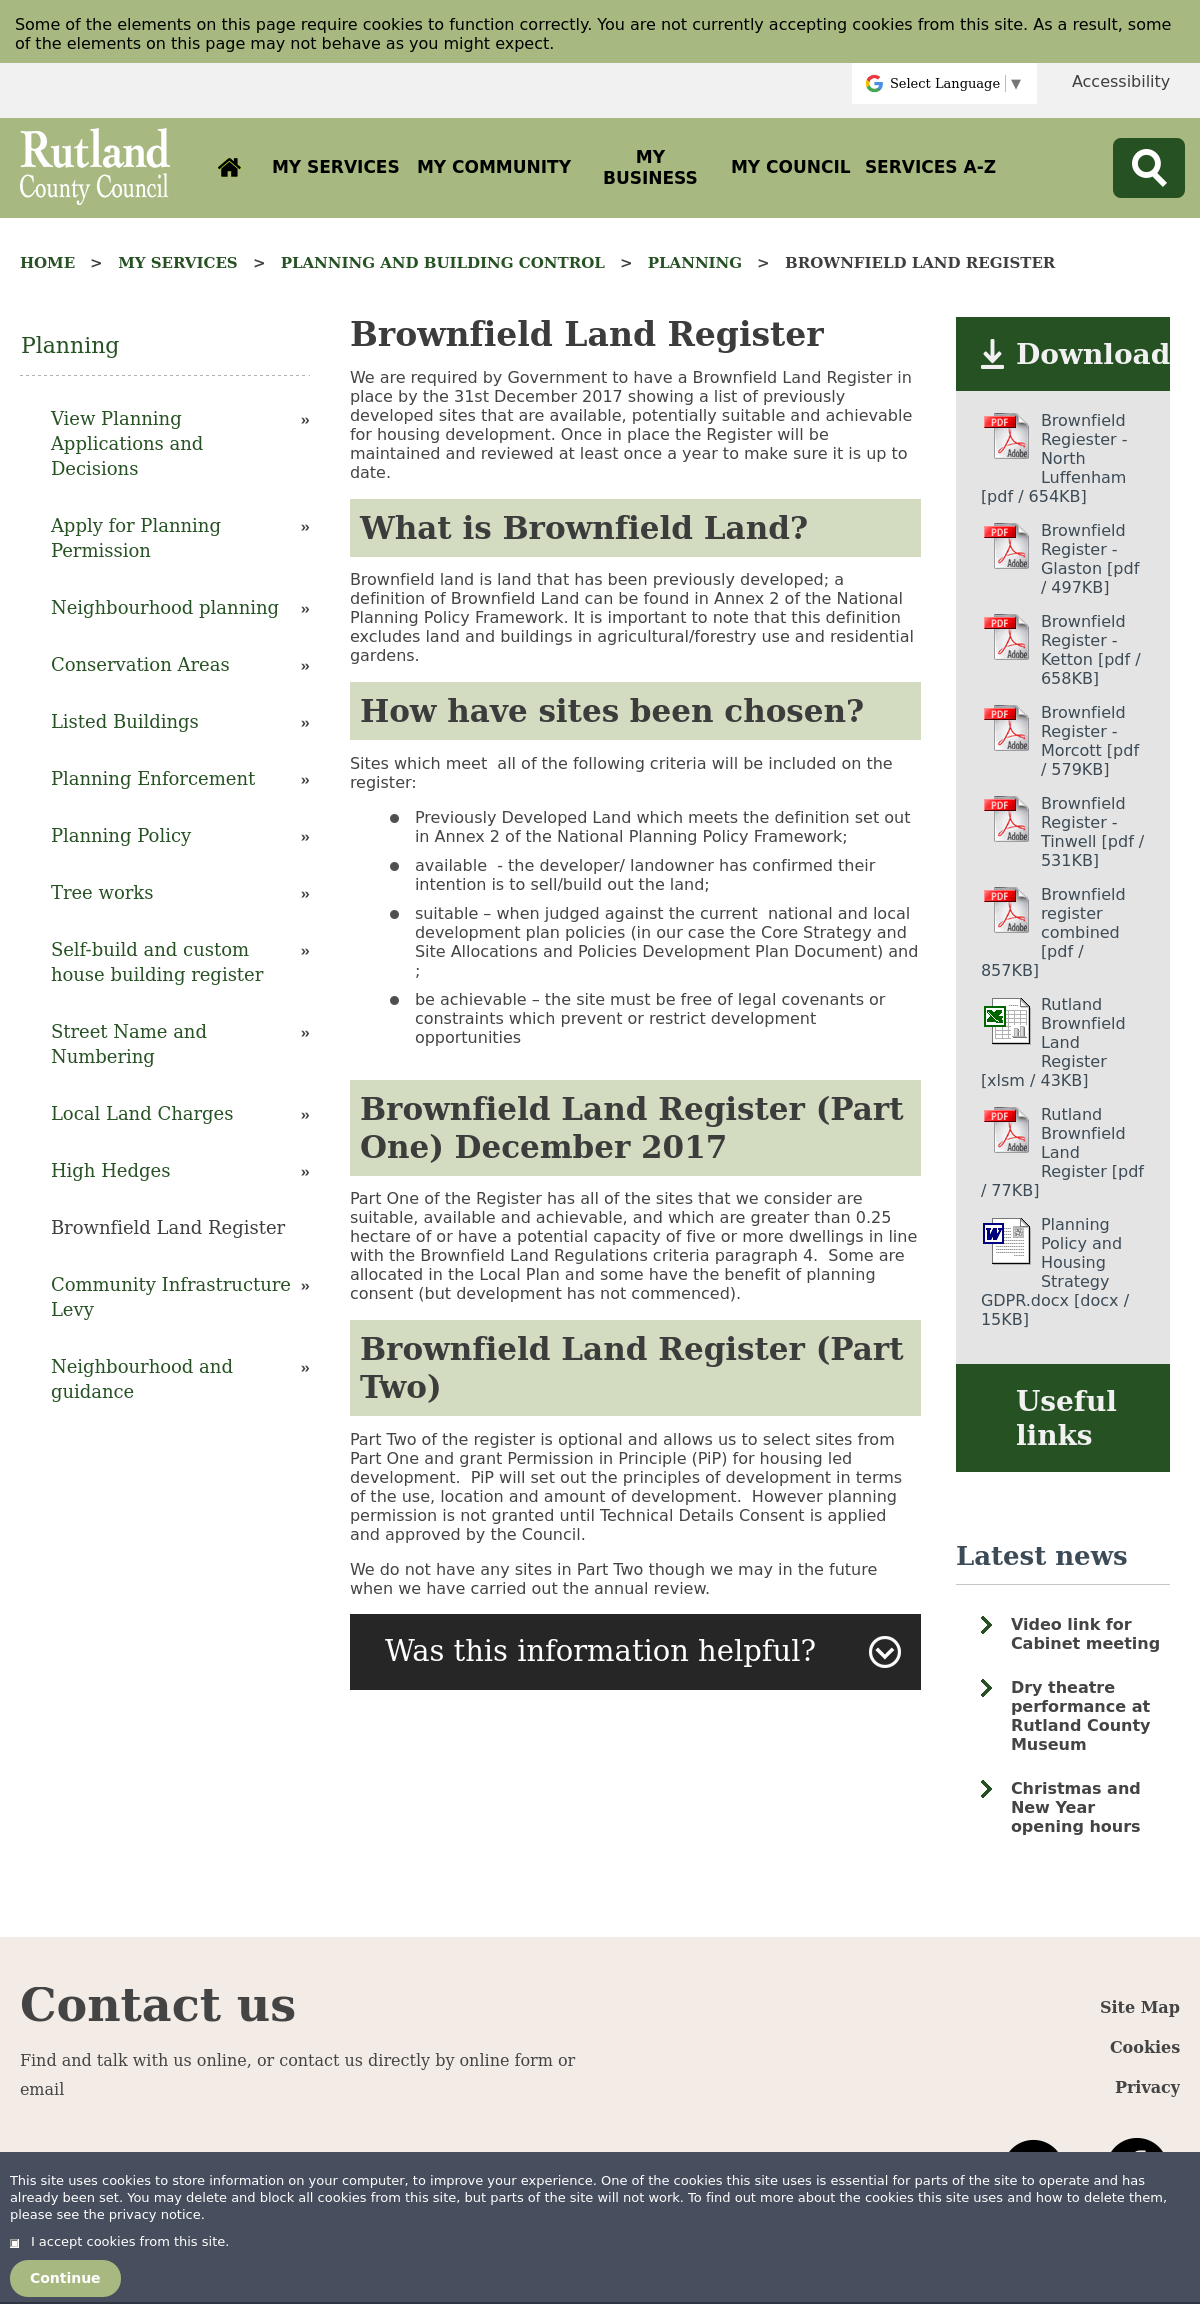 Some of the elements on this page require cookies to function correctly. You are not currently accepting cookies from this site. As a result, some
of the elements on this page may not behave as you might expect.
Select Language ▼
Accessibility
Rutland
County Council
MY SERVICES
MY COMMUNITY
MY
BUSINESS
MY COUNCIL
SERVICES A-Z
HOME > MY SERVICES > PLANNING AND BUILDING CONTROL > PLANNING > BROWNFIELD LAND REGISTER
Planning
View Planning »
Applications and
Decisions
Apply for Planning »
Permission
Neighbourhood planning »
Conservation Areas »
Listed Buildings »
Planning Enforcement »
Planning Policy »
Tree works »
Self-build and custom »
house building register
Street Name and »
Numbering
Local Land Charges »
High Hedges »
Brownfield Land Register
Community Infrastructure »
Levy
Neighbourhood and »
guidance
Brownfield Land Register
We are required by Government to have a Brownfield Land Register in
place by the 31st December 2017 showing a list of previously
developed sites that are available, potentially suitable and achievable
for housing development. Once in place the Register will be
maintained and reviewed at least once a year to make sure it is up to
date.
What is Brownfield Land?
Brownfield land is land that has been previously developed; a
definition of Brownfield Land can be found in Annex 2 of the National
Planning Policy Framework. It is important to note that this definition
excludes land and buildings in agricultural/forestry use and residential
gardens.
How have sites been chosen?
Sites which meet  all of the following criteria will be included on the
register:
● Previously Developed Land which meets the definition set out
in Annex 2 of the National Planning Policy Framework;
● available  - the developer/ landowner has confirmed their
intention is to sell/build out the land;
● suitable – when judged against the current  national and local
development plan policies (in our case the Core Strategy and
Site Allocations and Policies Development Plan Document) and
;
● be achievable – the site must be free of legal covenants or
constraints which prevent or restrict development
opportunities
Brownfield Land Register (Part
One) December 2017
Part One of the Register has all of the sites that we consider are
suitable, available and achievable, and which are greater than 0.25
hectare of or have a potential capacity of five or more dwellings in line
with the Brownfield Land Regulations criteria paragraph 4.  Some are
allocated in the Local Plan and some have the benefit of planning
consent (but development has not commenced).
Brownfield Land Register (Part
Two)
Part Two of the register is optional and allows us to select sites from
Part One and grant Permission in Principle (PiP) for housing led
development.  PiP will set out the principles of development in terms
of the use, location and amount of development.  However planning
permission is not granted until Technical Details Consent is applied
and approved by the Council.
We do not have any sites in Part Two though we may in the future
when we have carried out the annual review.
Was this information helpful?
Download
PDF Adobe
Brownfield
Regiester -
North
Luffenham
[pdf / 654KB]
PDF Adobe
Brownfield
Register -
Glaston [pdf
/ 497KB]
PDF Adobe
Brownfield
Register -
Ketton [pdf /
658KB]
PDF Adobe
Brownfield
Register -
Morcott [pdf
/ 579KB]
PDF Adobe
Brownfield
Register -
Tinwell [pdf /
531KB]
PDF Adobe
Brownfield
register
combined
[pdf /
857KB]
Rutland
Brownfield
Land
Register
[xlsm / 43KB]
PDF Adobe
Rutland
Brownfield
Land
Register [pdf
/ 77KB]
Planning
Policy and
Housing
Strategy
GDPR.docx [docx /
15KB]
Useful
links
Latest news
Video link for
Cabinet meeting
Dry theatre
performance at
Rutland County
Museum
Christmas and
New Year
opening hours
Contact us
Find and talk with us online, or contact us directly by online form or
email
Site Map
Cookies
Privacy
This site uses cookies to store information on your computer, to improve your experience. One of the cookies this site uses is essential for parts of the site to operate and has
already been set. You may delete and block all cookies from this site, but parts of the site will not work. To find out more about the cookies this site uses and how to delete them,
please see the privacy notice.
I accept cookies from this site.
Continue